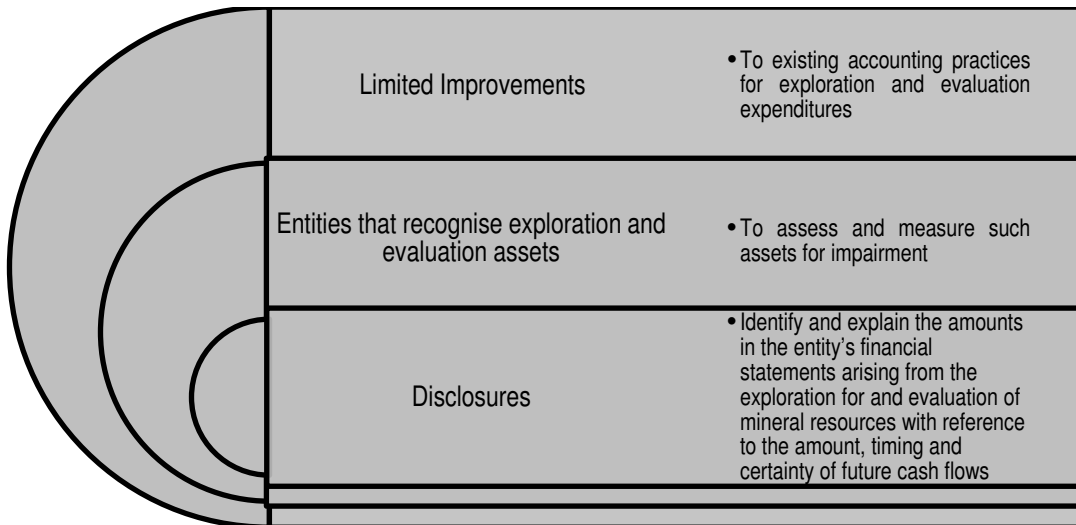 Limited Improvements
• To existing accounting practices
for exploration and evaluation
expenditures
Entities that recognise exploration and
evaluation assets
• To assess and measure such
assets for impairment
Disclosures
• Identify and explain the amounts
in the entity's financial
statements arising from the
exploration for and evaluation of
mineral resources with reference
to the amount, timing and
certainty of future cash flows